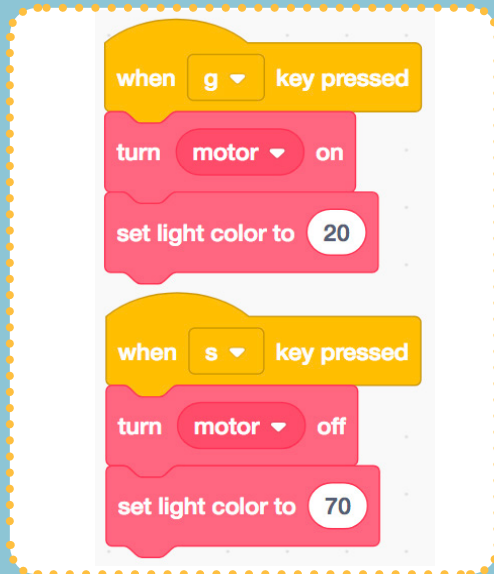 when g key pressed
turn motor on
set light color to 20
when s key pressed
turn motor off
set light color to 70